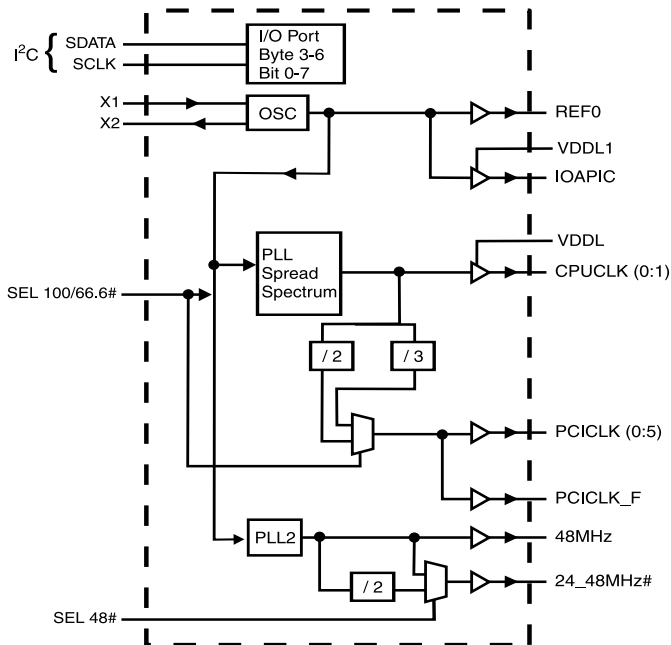 I²C {
SDATA
SCLK
I/O Port
Byte 3-6
Bit 0-7
X1
X2
OSC
REF0
VDDL1
IOAPIC
PLL
Spread
Spectrum
VDDL
CPUCLK (0:1)
SEL 100/66.6#
/ 2
/ 3
PCICLK (0:5)
PCICLK_F
PLL2
48MHz
/ 2
24_48MHz#
SEL 48#